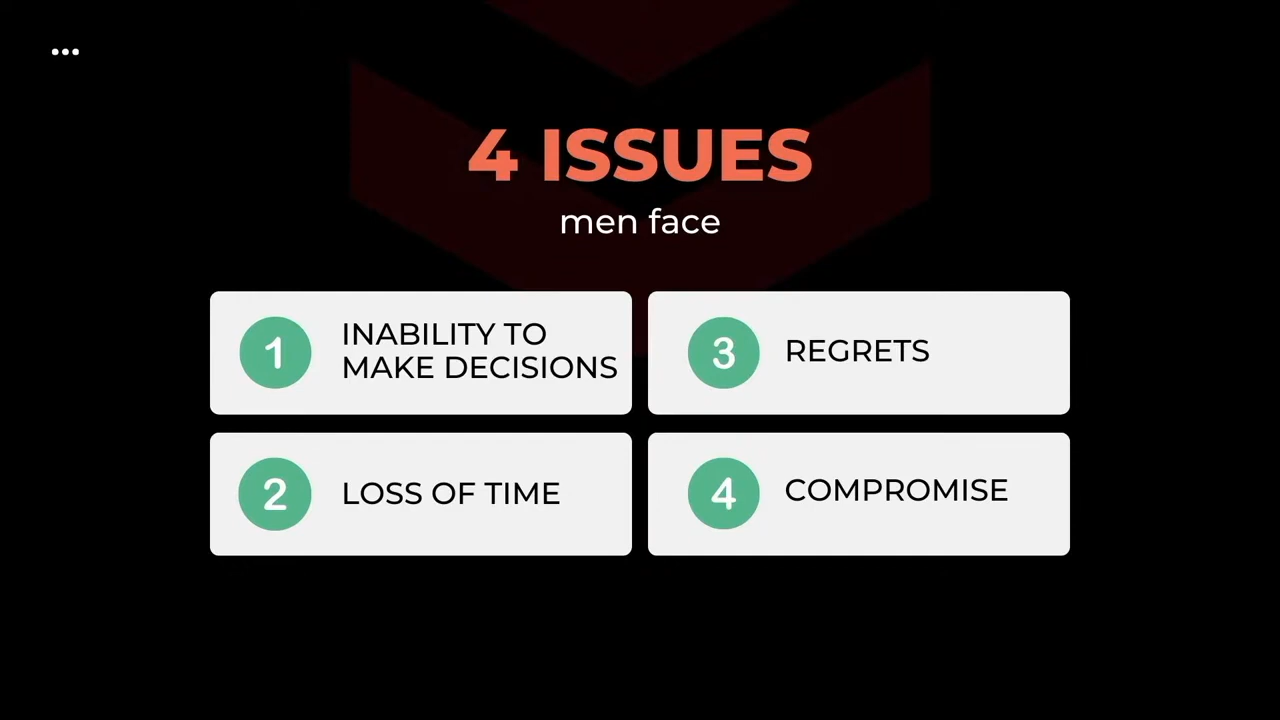 4 ISSUES
men face
1 INABILITY TO
MAKE DECISIONS
2 LOSS OF TIME
3 REGRETS
4 COMPROMISE